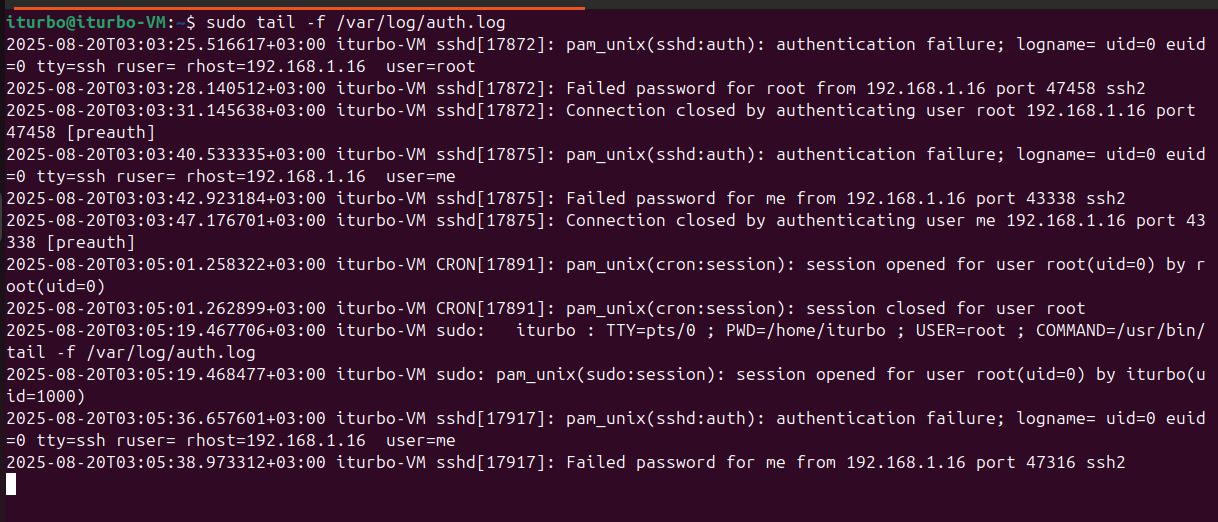 iturbo@iturbo-VM:~$ sudo tail -f /var/log/auth.log
2025-08-20T03:03:25.516617+03:00 iturbo-VM sshd[17872]: pam_unix(sshd:auth): authentication failure; logname= uid=0 euid
=0 tty=ssh ruser= rhost=192.168.1.16  user=root
2025-08-20T03:03:28.140512+03:00 iturbo-VM sshd[17872]: Failed password for root from 192.168.1.16 port 47458 ssh2
2025-08-20T03:03:31.145638+03:00 iturbo-VM sshd[17872]: Connection closed by authenticating user root 192.168.1.16 port
47458 [preauth]
2025-08-20T03:03:40.533335+03:00 iturbo-VM sshd[17875]: pam_unix(sshd:auth): authentication failure; logname= uid=0 euid
=0 tty=ssh ruser= rhost=192.168.1.16  user=me
2025-08-20T03:03:42.923184+03:00 iturbo-VM sshd[17875]: Failed password for me from 192.168.1.16 port 43338 ssh2
2025-08-20T03:03:47.176701+03:00 iturbo-VM sshd[17875]: Connection closed by authenticating user me 192.168.1.16 port 43
338 [preauth]
2025-08-20T03:05:01.258322+03:00 iturbo-VM CRON[17891]: pam_unix(cron:session): session opened for user root(uid=0) by r
oot(uid=0)
2025-08-20T03:05:01.262899+03:00 iturbo-VM CRON[17891]: pam_unix(cron:session): session closed for user root
2025-08-20T03:05:19.467706+03:00 iturbo-VM sudo:   iturbo : TTY=pts/0 ; PWD=/home/iturbo ; USER=root ; COMMAND=/usr/bin/
tail -f /var/log/auth.log
2025-08-20T03:05:19.468477+03:00 iturbo-VM sudo: pam_unix(sudo:session): session opened for user root(uid=0) by iturbo(u
id=1000)
2025-08-20T03:05:36.657601+03:00 iturbo-VM sshd[17917]: pam_unix(sshd:auth): authentication failure; logname= uid=0 euid
=0 tty=ssh ruser= rhost=192.168.1.16  user=me
2025-08-20T03:05:38.973312+03:00 iturbo-VM sshd[17917]: Failed password for me from 192.168.1.16 port 47316 ssh2